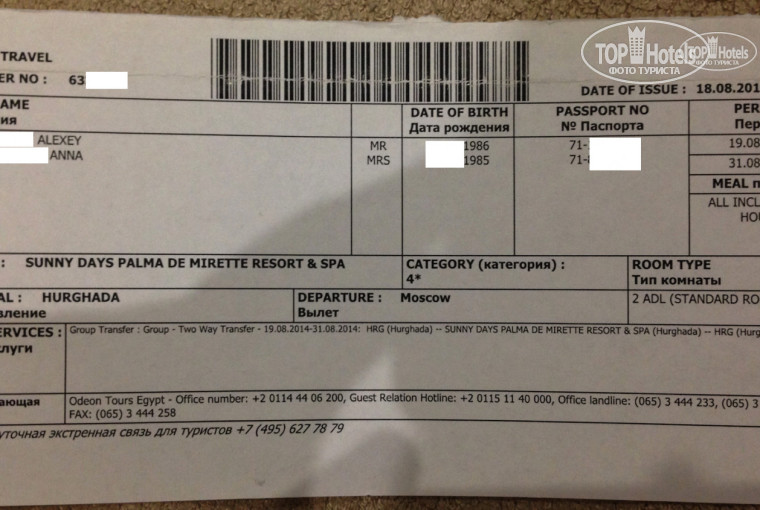 TRAVEL
TOP Hotels
ФОТО ТУРИСТА
TOP Hotels
ФОТО ТУРИСТА
ER NO : 63
DATE OF ISSUE : 18.08.201
NAME
ия
DATE OF BIRTH
Дата рождения
PASSPORT NO
№ Паспорта
PER
Пер
ALEXEY MR 1986 71- 19.08
ANNA MRS 1985 71- 31.08
MEAL
ALL INCL
HOU
: SUNNY DAYS PALMA DE MIRETTE RESORT & SPA
CATEGORY (категория) :
4*
ROOM TYPE
Тип комнаты
AL : HURGHADA
вление
DEPARTURE : Moscow
Вылет
2 ADL (STANDARD RO
ERVICES :
луги
Group Transfer : Group - Two Way Transfer - 19.08.2014-31.08.2014: HRG (Hurghada) -- SUNNY DAYS PALMA DE MIRETTE RESORT & SPA (Hurghada) -- HRG (Hurg
ающая
Odeon Tours Egypt - Office number: +2 0114 44 06 200, Guest Relation Hotline: +2 0115 11 40 000, Office landline: (065) 3 444 233, (065) 3
FAX: (065) 3 444 258
уточная экстренная связь для туристов +7 (495) 627 78 79